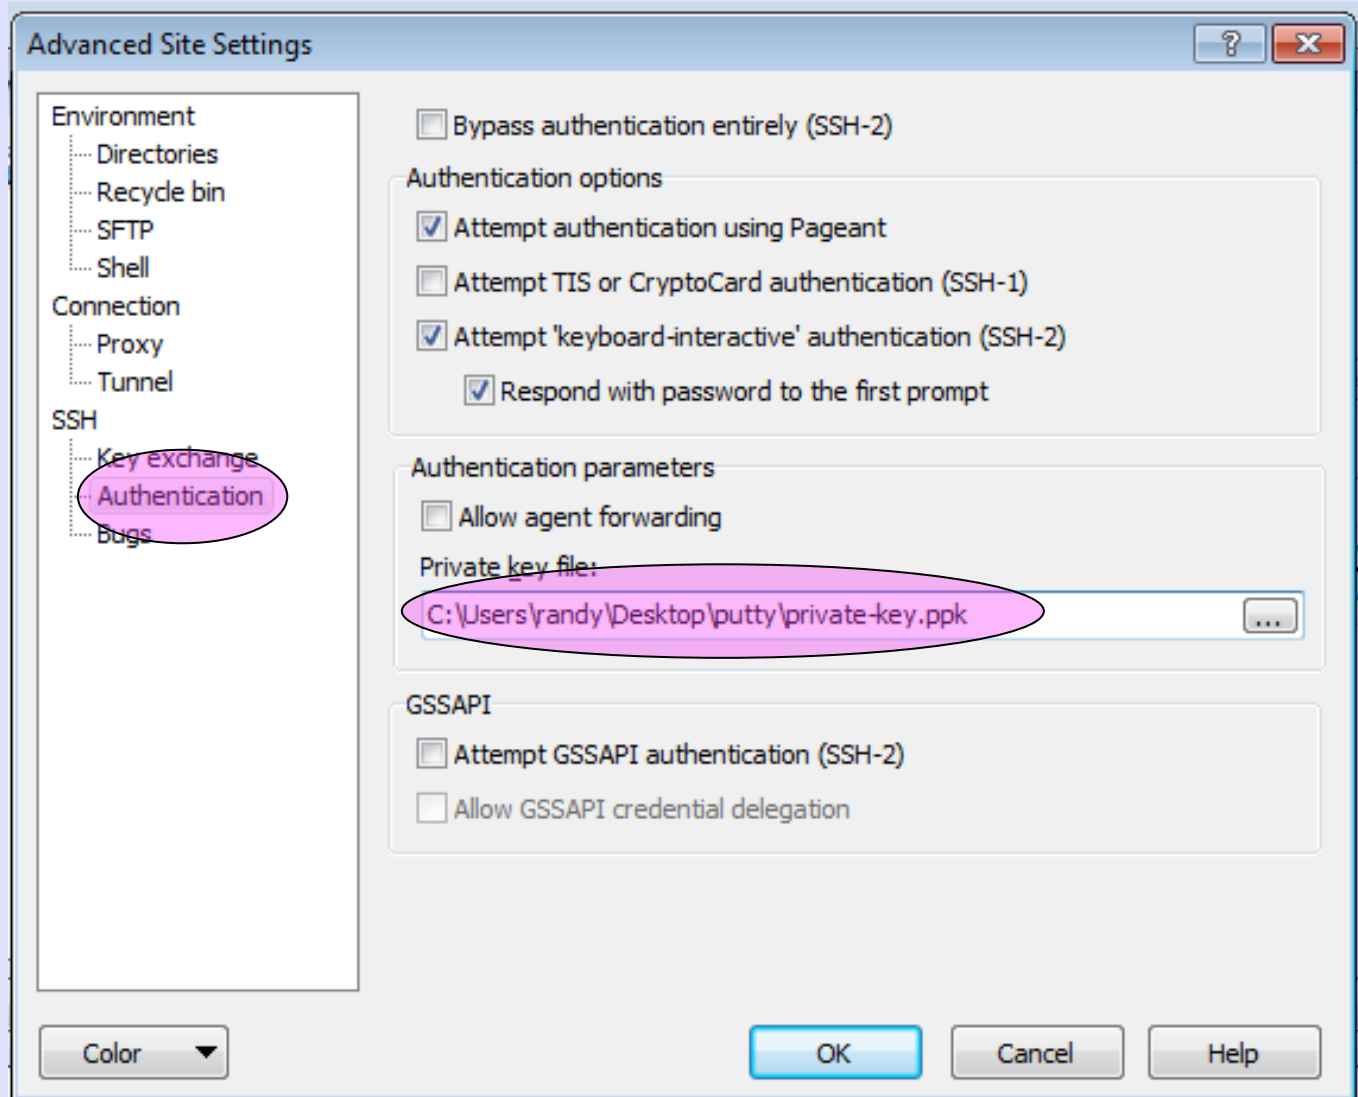 Advanced Site Settings
?
Environment
Directories
Recycle bin
SFTP
Shell
Connection
Proxy
Tunnel
SSH
Key exchange
Authentication
Bugs
Bypass authentication entirely (SSH-2)
Authentication options
Attempt authentication using Pageant
Attempt TIS or CryptoCard authentication (SSH-1)
Attempt 'keyboard-interactive' authentication (SSH-2)
Respond with password to the first prompt
Authentication parameters
Allow agent forwarding
Private key file:
C:\Users\randy\Desktop\putty\private-key.ppk
...
GSSAPI
Attempt GSSAPI authentication (SSH-2)
Allow GSSAPI credential delegation
Color
OK
Cancel
Help